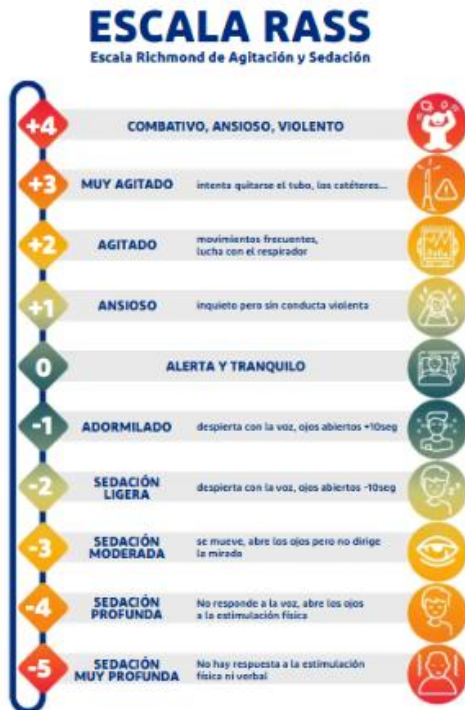 ESCALA RASS
Escala Richmond de Agitación y Sedación
+4 COMBATIVO, ANSIOSO, VIOLENTO
+3 MUY AGITADO intenta quitarse el tubo, los catéteres...
+2 AGITADO movimientos frecuentes,
lucha con el respirador
+1 ANSIOSO inquieto pero sin conducta violenta
0 ALERTA Y TRANQUILO
-1 ADORMILADO despierta con la voz, ojos abiertos +10seg
-2 SEDACIÓN
LIGERA despierta con la voz, ojos abiertos -10seg
-3 SEDACIÓN
MODERADA se mueve, abre los ojos pero no dirige
la mirada
-4 SEDACIÓN
PROFUNDA No responde a la voz, abre los ojos
a la estimulación física
-5 SEDACIÓN
MUY PROFUNDA No hay respuesta a la estimulación
física ni verbal